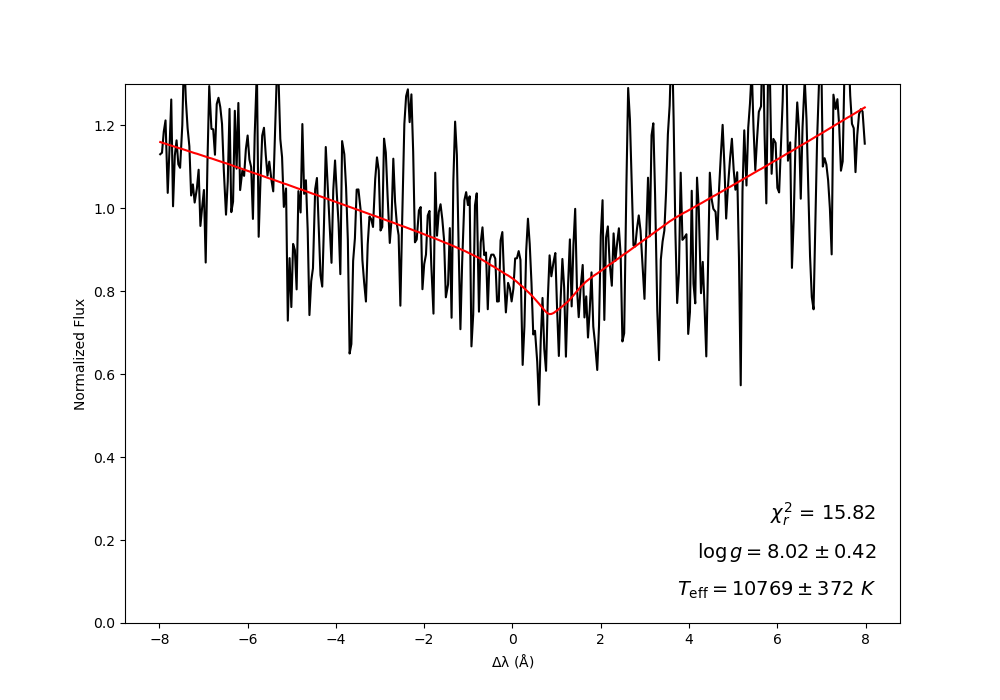 Normalized Flux
1.2
1.0
0.8
0.6
0.4
0.2
0.0
χ²ᵣ = 15.82
log g = 8.02 ± 0.42
T_eff = 10769 ± 372 K
−8 −6 −4 −2 0 2 4 6 8
Δλ (Å)